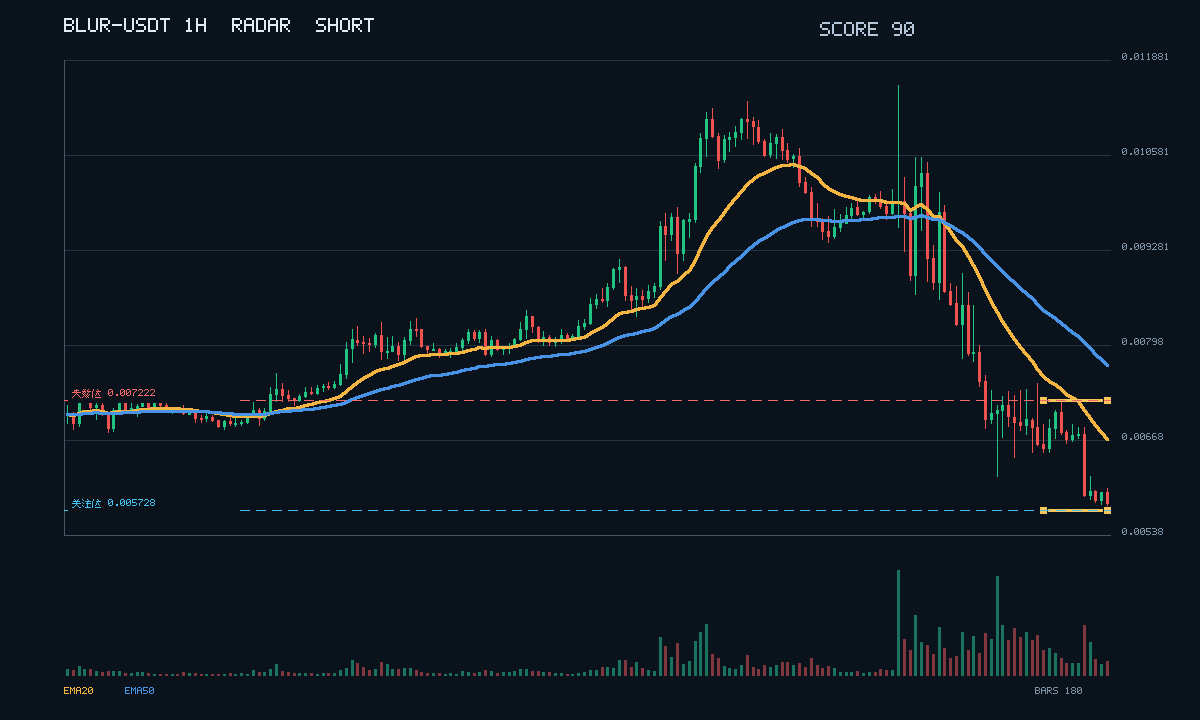 BLUR-USDT 1H  RADAR  SHORT
SCORE 90
0.011881
0.010581
0.009281
0.00798
失效位 0.007222
0.00668
关注位 0.005728
0.00538
EMA20
EMA50
BARS 180